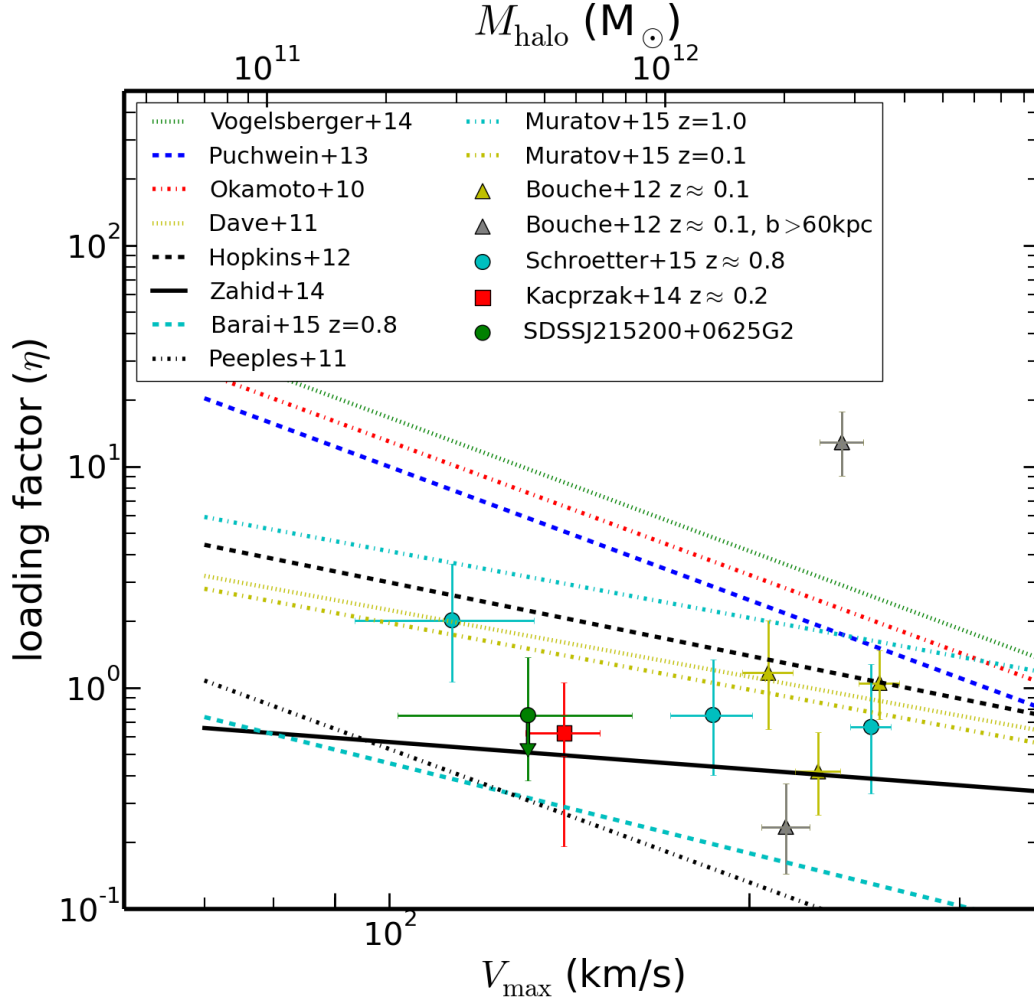 M_halo (M_⊙)
10^11 10^12
Vogelsberger+14
Puchwein+13
Okamoto+10
Dave+11
Hopkins+12
Zahid+14
Barai+15 z=0.8
Peeples+11
Muratov+15 z=1.0
Muratov+15 z=0.1
Bouche+12 z≈ 0.1
Bouche+12 z≈ 0.1, b>60kpc
Schroetter+15 z≈ 0.8
Kacprzak+14 z≈ 0.2
SDSSJ215200+0625G2
loading factor (η)
10^2
10^1
10^0
10^-1
10^2
V_max (km/s)